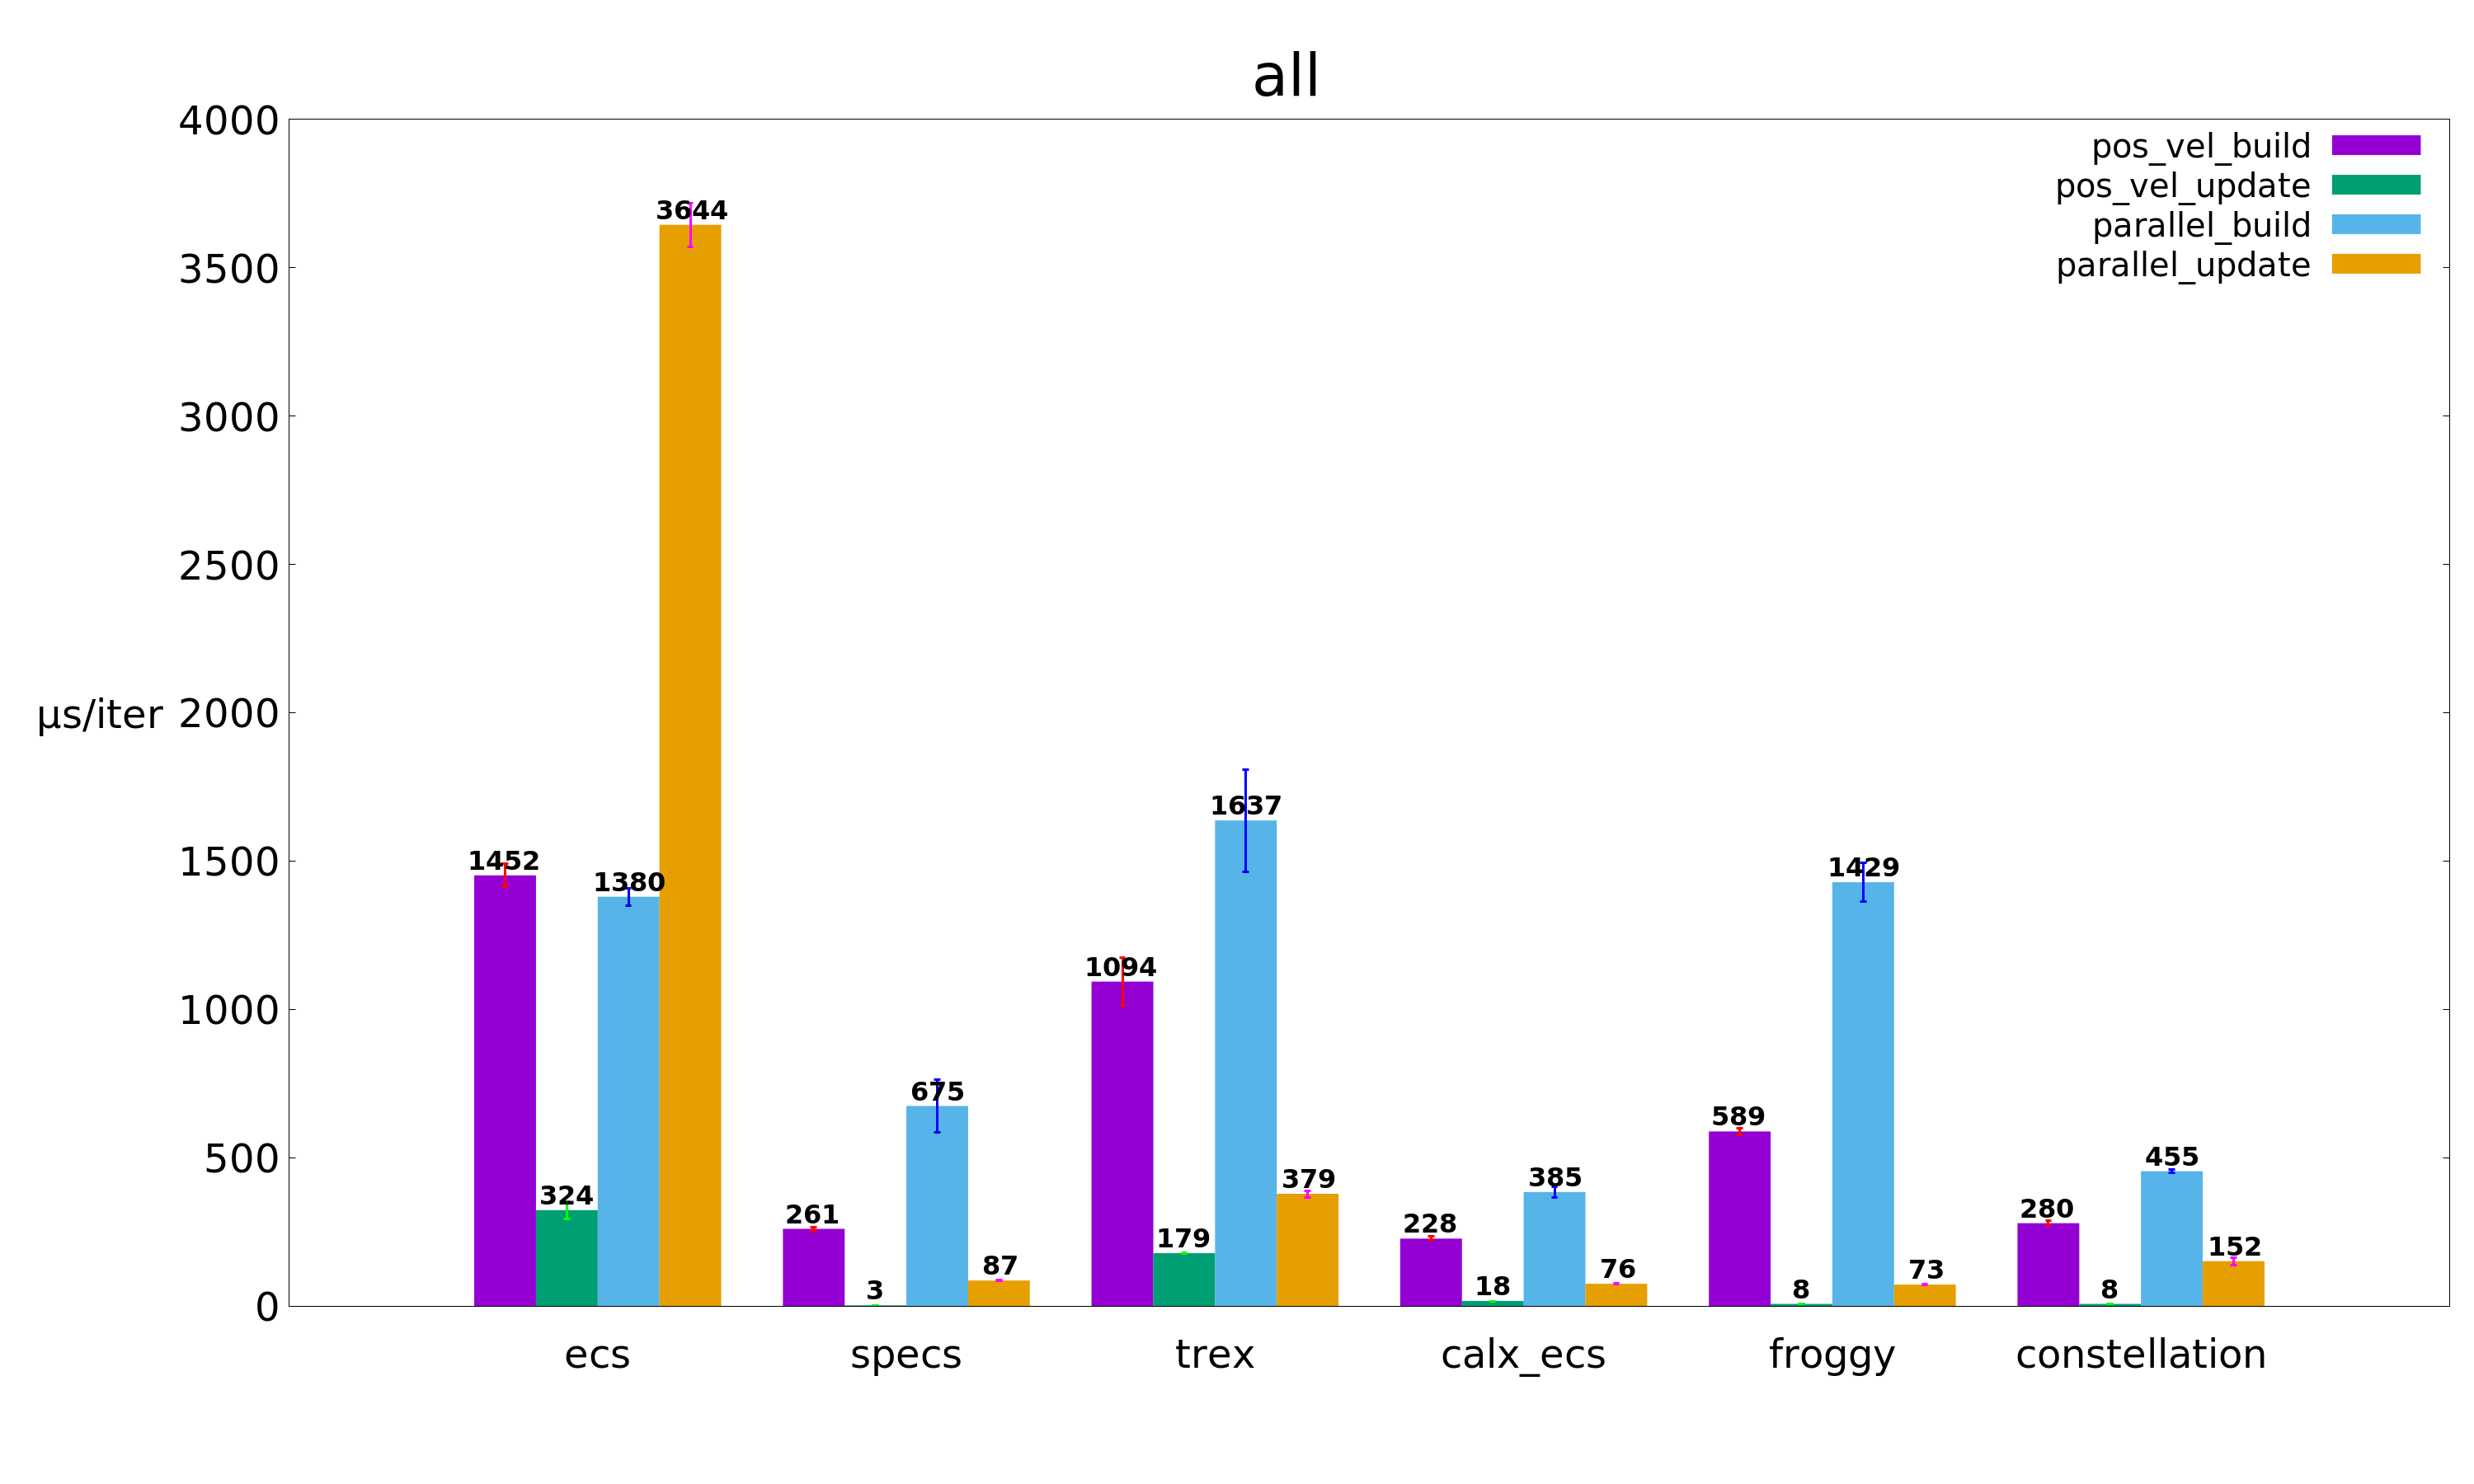 all
4000
3500
3000
2500
µs/iter 2000
1500
1000
500
0
pos_vel_build
pos_vel_update
parallel_build
parallel_update
1452
324
1380
3644
261
3
675
87
1094
179
1637
379
228
18
385
76
589
8
1429
73
280
8
455
152
ecs
specs
trex
calx_ecs
froggy
constellation